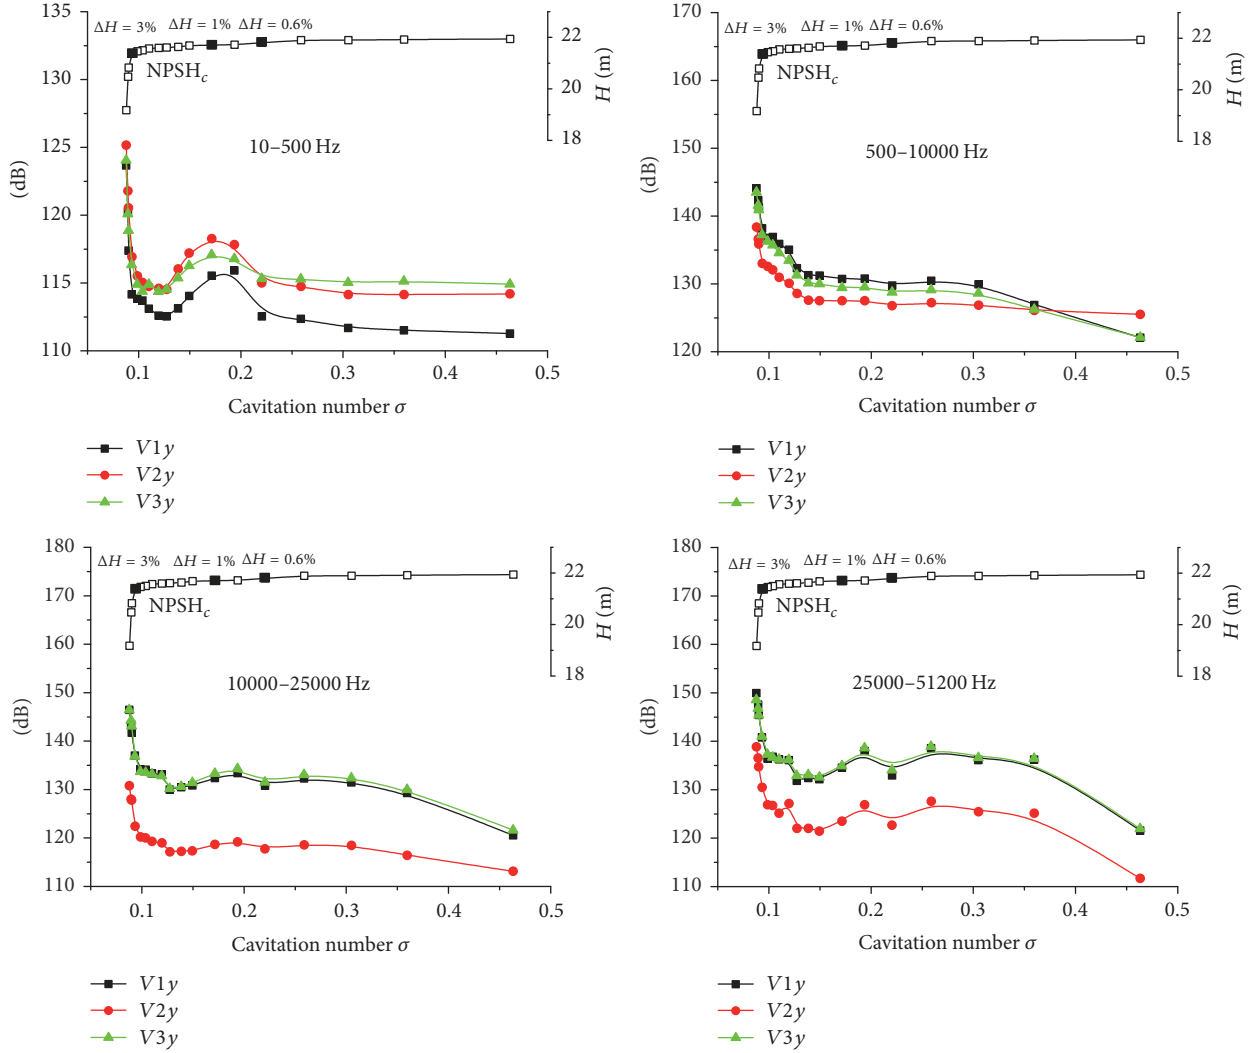 135
130
125
120
115
110
(dB)
ΔH = 3% ΔH = 1% ΔH = 0.6%
NPSHc
10–500 Hz
22
20
18
H (m)
0.1 0.2 0.3 0.4 0.5
Cavitation number σ
V1y
V2y
V3y
170
160
150
140
130
120
(dB)
ΔH = 3% ΔH = 1% ΔH = 0.6%
NPSHc
500–10000 Hz
22
20
18
H (m)
0.1 0.2 0.3 0.4 0.5
Cavitation number σ
V1y
V2y
V3y
180
170
160
150
140
130
120
110
(dB)
ΔH = 3% ΔH = 1% ΔH = 0.6%
NPSHc
10000–25000 Hz
22
20
18
H (m)
0.1 0.2 0.3 0.4 0.5
Cavitation number σ
V1y
V2y
V3y
180
170
160
150
140
130
120
110
(dB)
ΔH = 3% ΔH = 1% ΔH = 0.6%
NPSHc
25000–51200 Hz
22
20
18
H (m)
0.1 0.2 0.3 0.4 0.5
Cavitation number σ
V1y
V2y
V3y